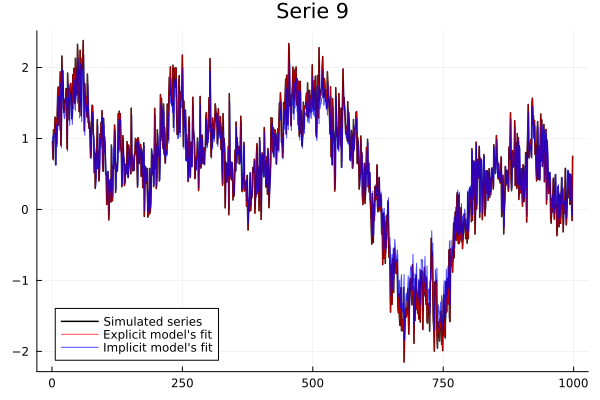 Serie 9
2
1
0
−1
−2
Simulated series
Explicit model's fit
Implicit model's fit
0
250
500
750
1000